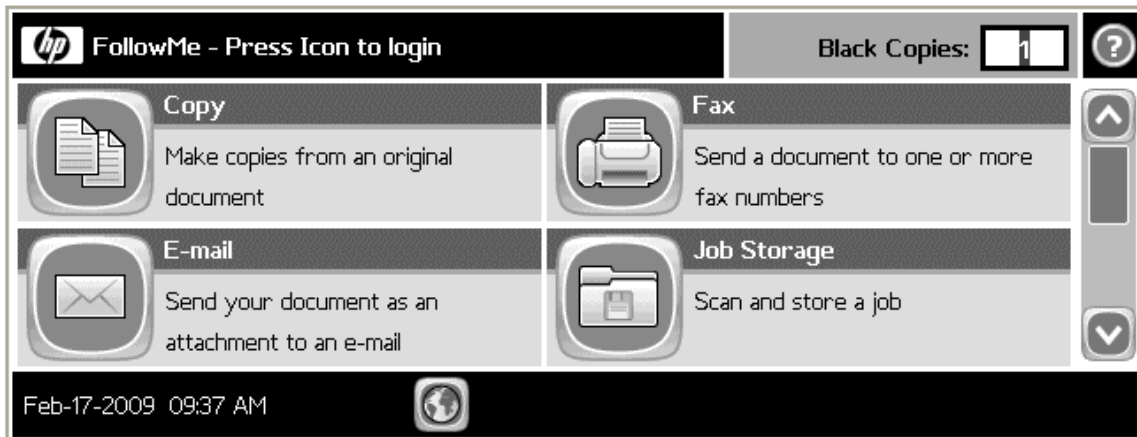 hp FollowMe - Press Icon to login
Black Copies: 1
?
Copy
Make copies from an original
document
Fax
Send a document to one or more
fax numbers
E-mail
Send your document as an
attachment to an e-mail
Job Storage
Scan and store a job
Feb-17-2009 09:37 AM